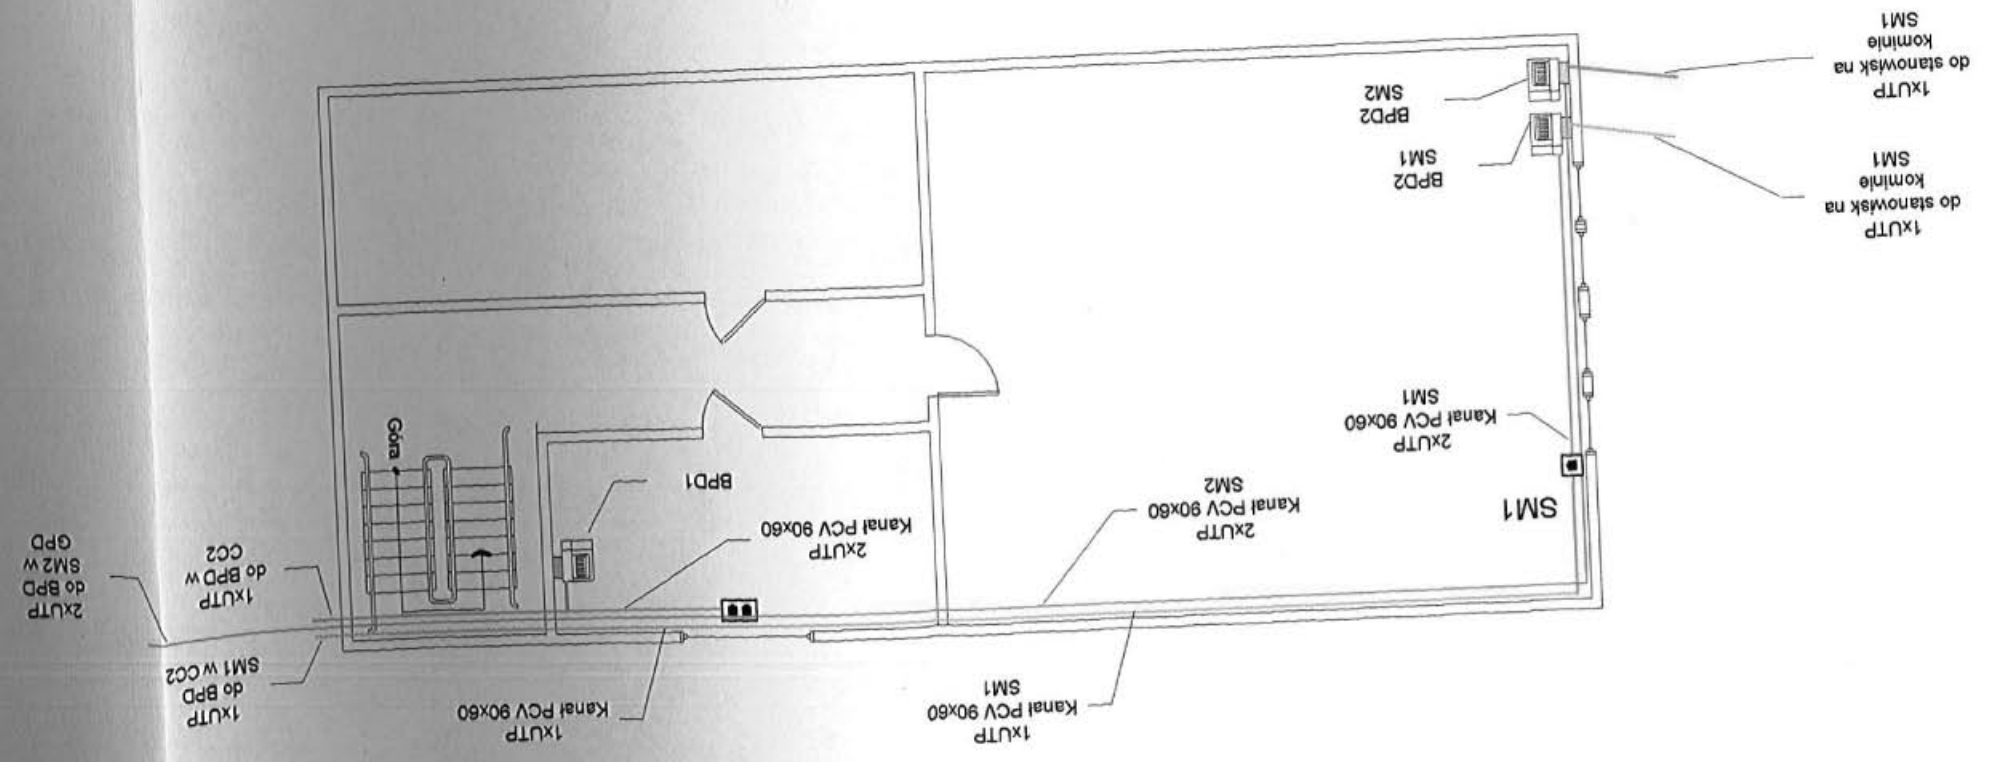 1xUTP
Kanał PCV 90x60
SM1
1xUTP
Kanał PCV 90x60
1xUTP
do BPD
SM1 w CC2
SM1
2xUTP
Kanał PCV 90x60
SM2
2xUTP
Kanał PCV 90x60
1xUTP
do BPD w
CC2
2xUTP
do BPD
SM2 w
GPD
BPD1
2xUTP
Kanał PCV 90x60
SM1
Góra
1xUTP
do stanowisk na
kominie
SM1
BPD2
SM1
1xUTP
do stanowisk na
kominie
SM1
BPD2
SM2